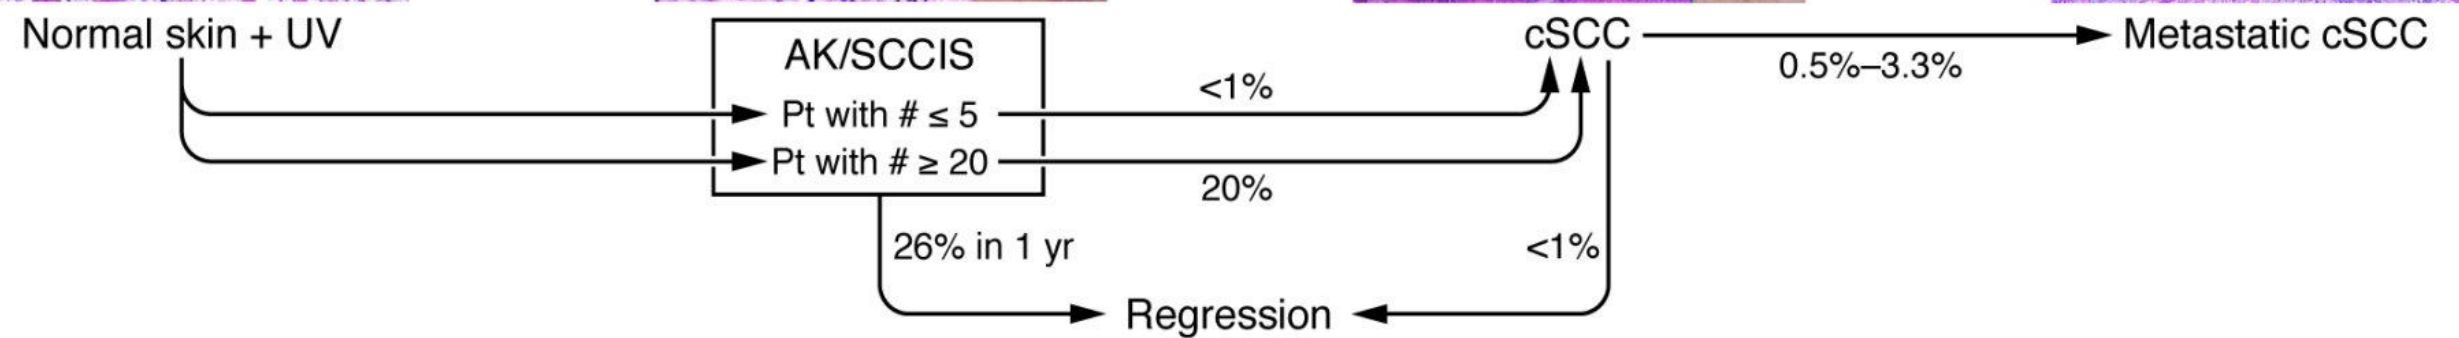 Normal skin + UV
AK/SCCIS
Pt with # ≤ 5
Pt with # ≥ 20
<1%
20%
cSCC
0.5%–3.3%
Metastatic cSCC
26% in 1 yr
<1%
Regression